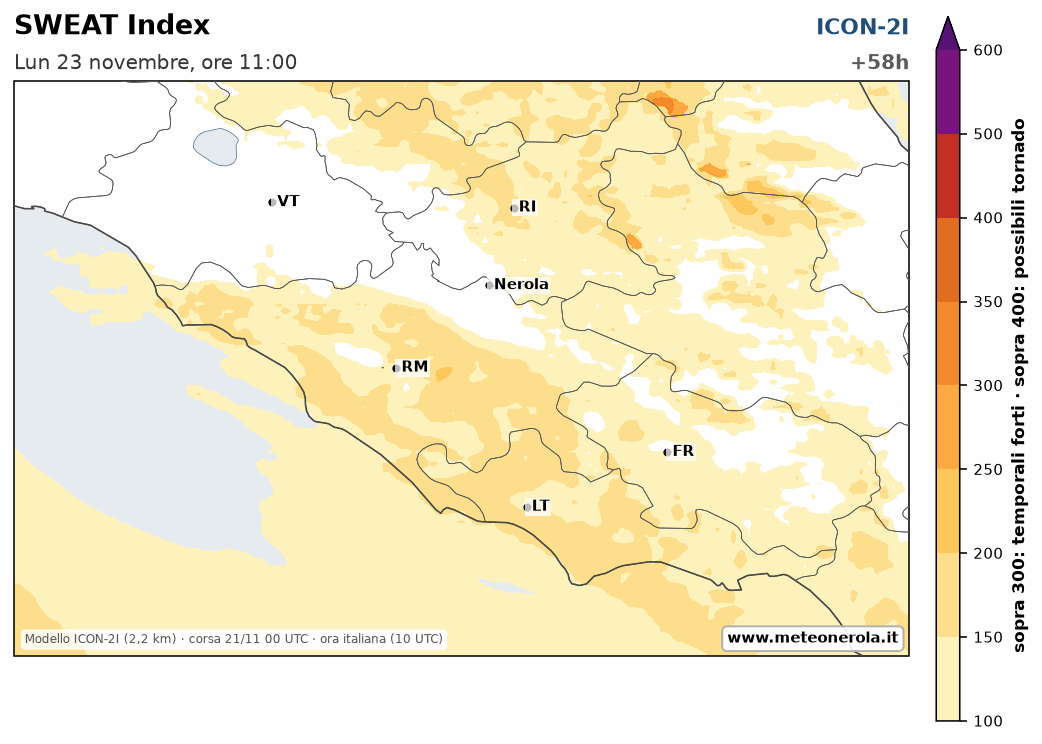 SWEAT Index
ICON-2I
Lun 23 novembre, ore 11:00
+58h
VT
RI
Nerola
RM
FR
LT
Modello ICON-2I (2,2 km) · corsa 21/11 00 UTC · ora italiana (10 UTC)
www.meteonerola.it
600
500
400
350
300
250
200
150
100
sopra 300: temporali forti · sopra 400: possibili tornado